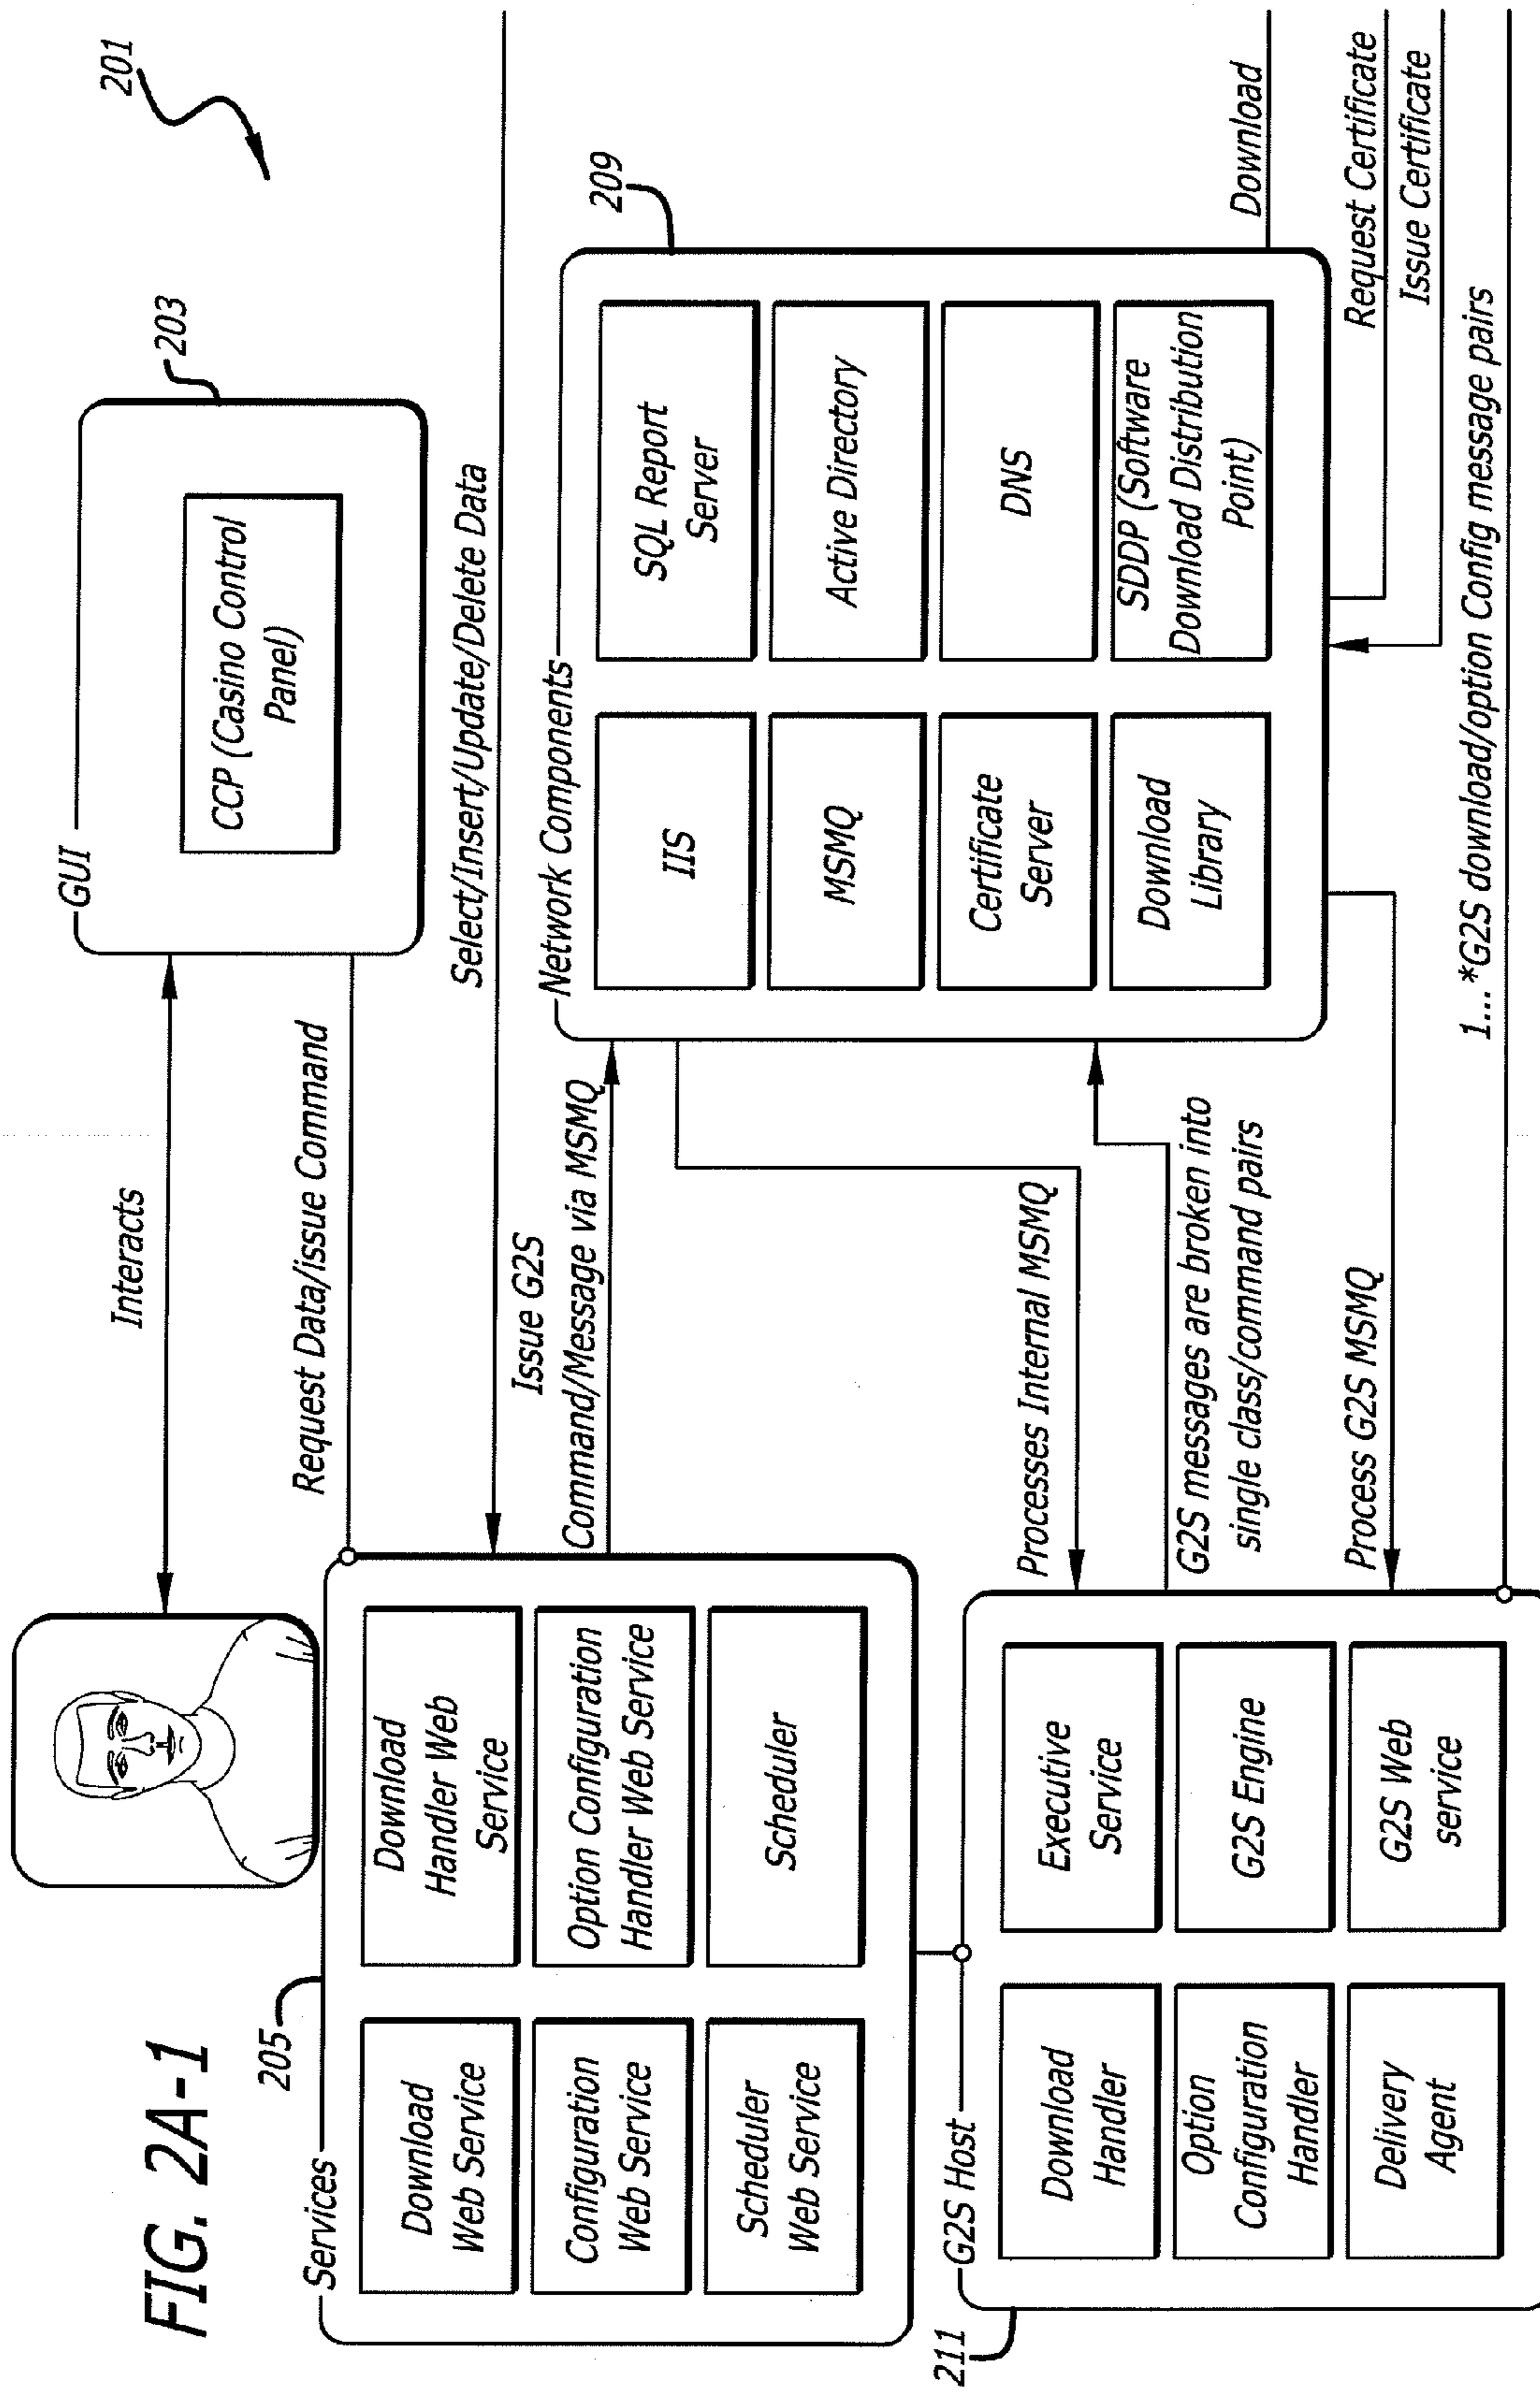 FIG. 2A-1
201
GUI
203
CCP (Casino Control
Panel)
Interacts
Request Data/issue Command
205
Services
Download
Web Service
Download
Handler Web
Service
Configuration
Web Service
Option Configuration
Handler Web Service
Scheduler
Web Service
Scheduler
Select/Insert/Update/Delete Data
Issue G2S
Command/Message via MSMQ
Network Components
209
IIS
SQL Report
Server
MSMQ
Active Directory
Certificate
Server
DNS
Download
Library
SDDP (Software
Download Distribution
Point)
Download
Request Certificate
Issue Certificate
Processes Internal MSMQ
G2S messages are broken into
single class/command pairs
Process G2S MSMQ
1...*G2S download/option Config message pairs
211
G2S Host
Download
Handler
Executive
Service
Option
Configuration
Handler
G2S Engine
Delivery
Agent
G2S Web
service